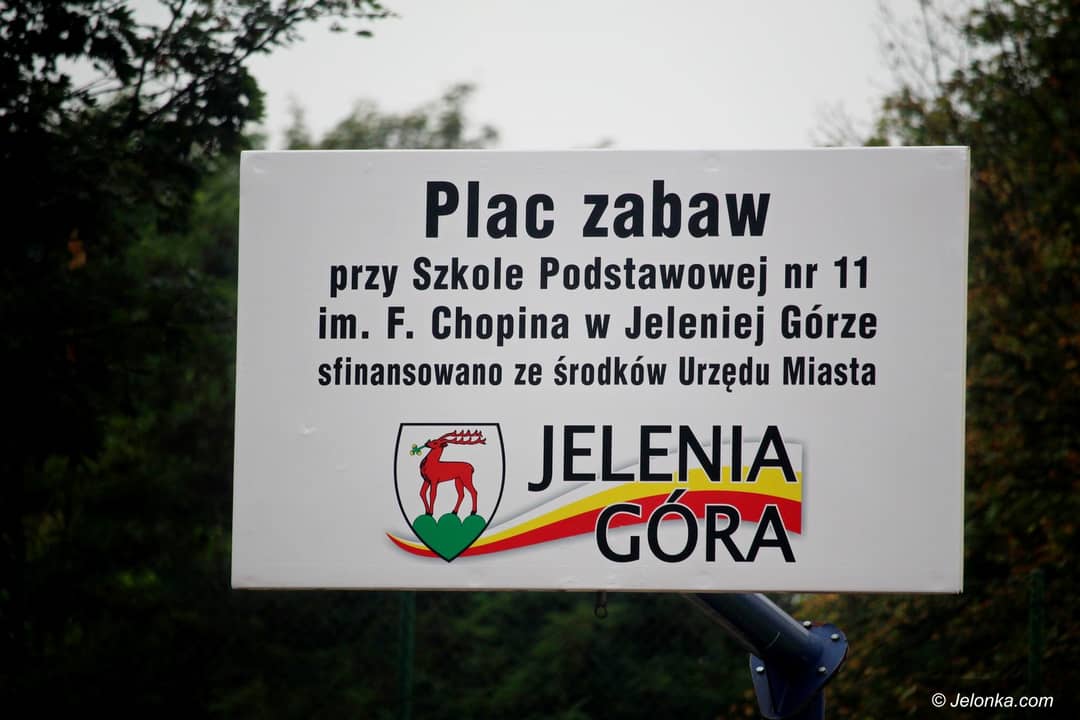 Plac zabaw
przy Szkole Podstawowej nr 11
im. F. Chopina w Jeleniej Górze
sfinansowano ze środków Urzędu Miasta
JELENIA
GÓRA
© Jelonka.com